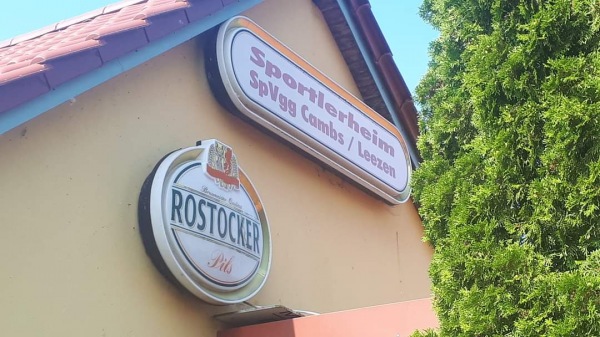 Sportlerheim
SpVgg Cambs / Leezen
ROSTOCKER
Pils